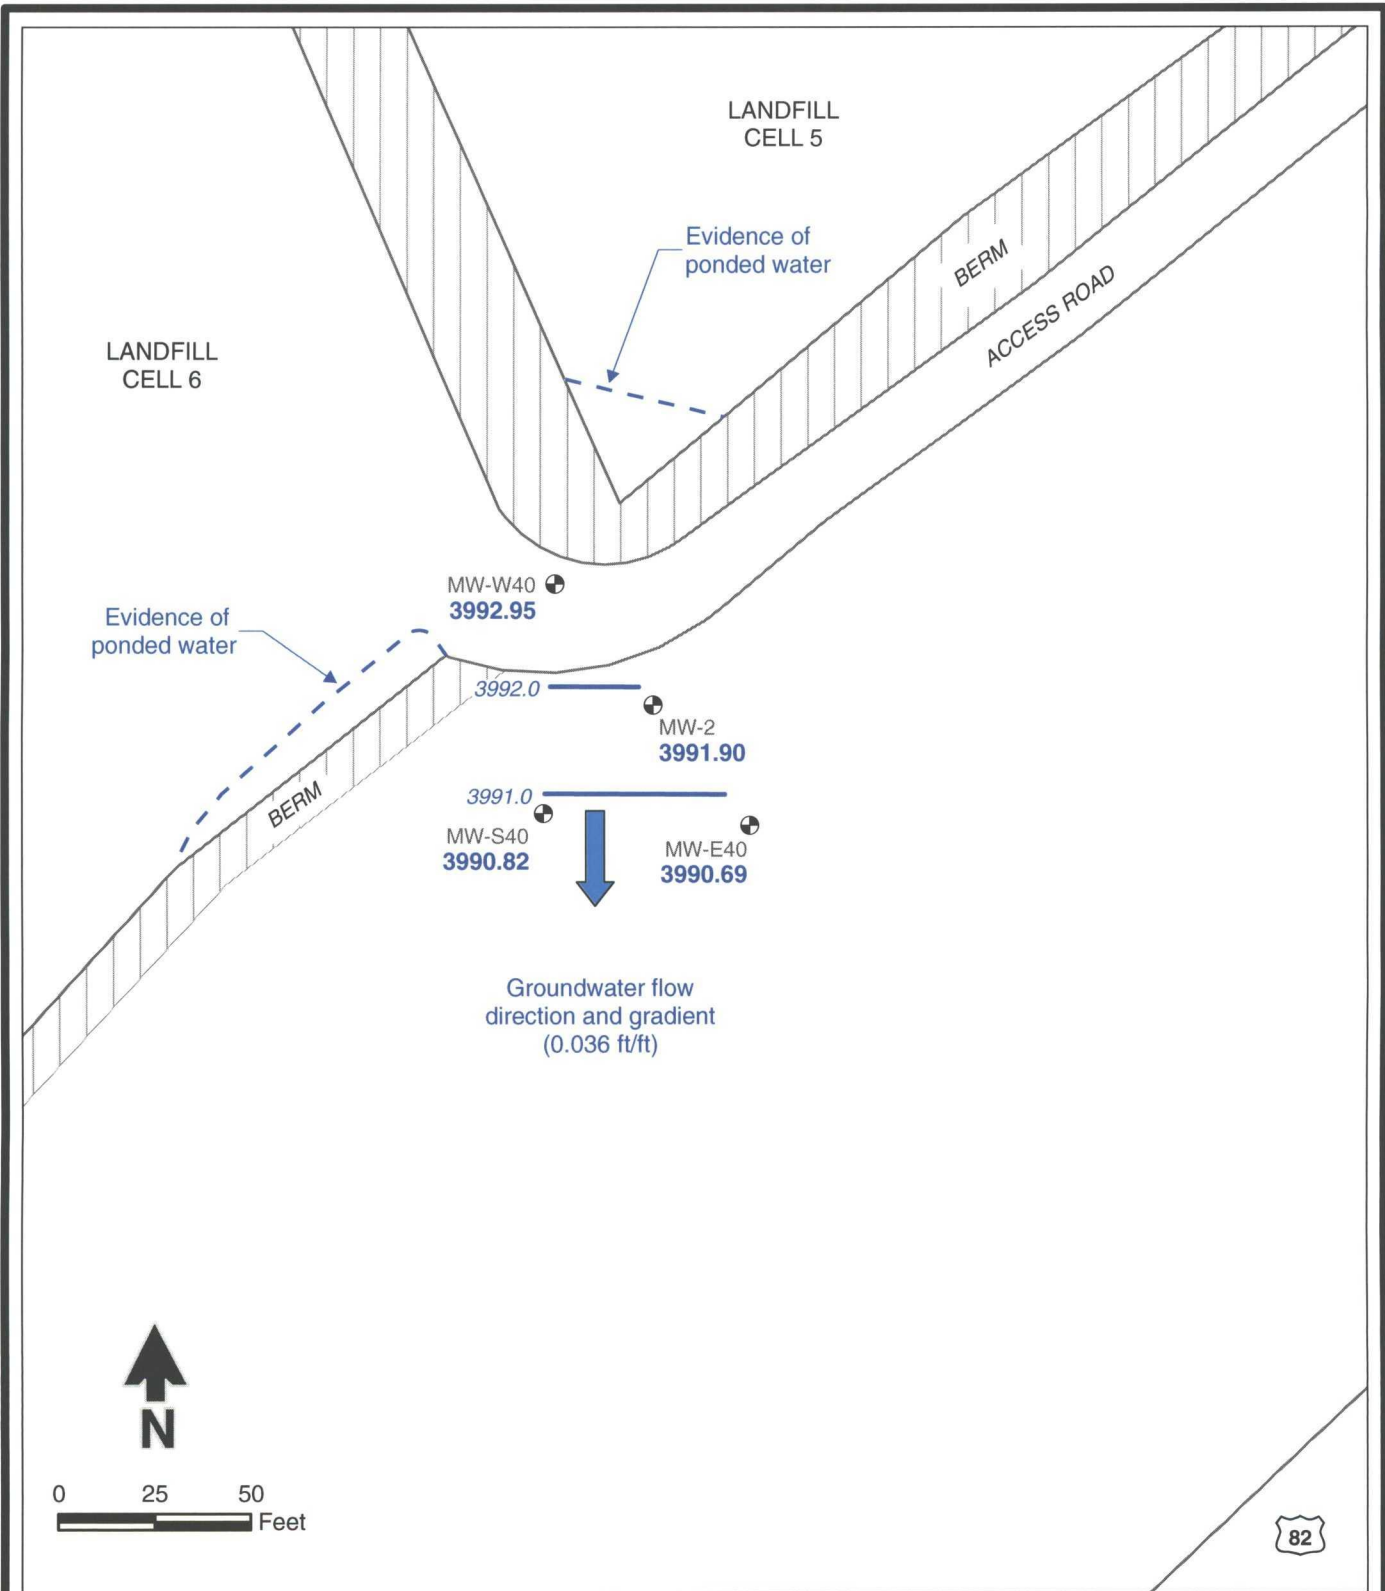 LANDFILL
CELL 5
Evidence of
ponded water
BERM
ACCESS ROAD
LANDFILL
CELL 6
MW-W40
3992.95
Evidence of
ponded water
3992.0
MW-2
3991.90
BERM
3991.0
MW-S40
3990.82
MW-E40
3990.69
Groundwater flow
direction and gradient
(0.036 ft/ft)
N
0 25 50
Feet
82